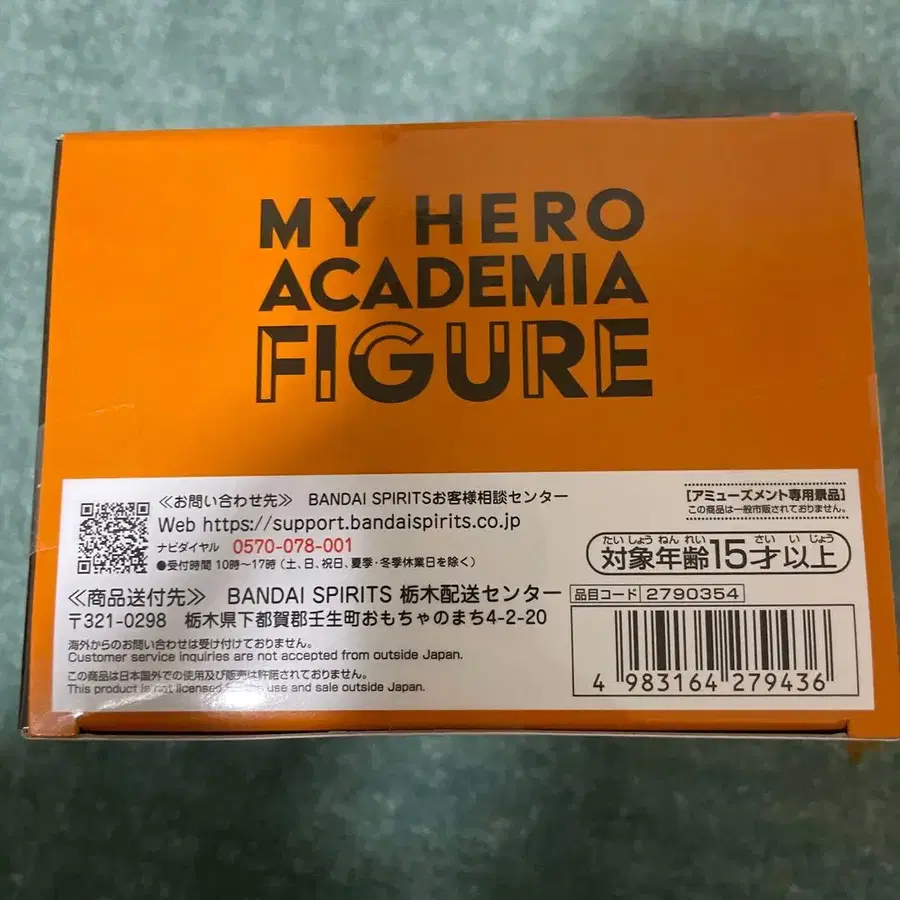 MY HERO
ACADEMIA
FIGURE
≪お問い合わせ先≫ BANDAI SPIRITSお客様相談センター
Web https://support.bandaispirits.co.jp
ナビダイヤル 0570-078-001
●受付時間 10時～17時（土、日、祝日、夏季・冬季休業日を除く）
≪商品送付先≫ BANDAI SPIRITS 栃木配送センター
〒321-0298 栃木県下都賀郡壬生町おもちゃのまち4-2-20
海外からのお問い合わせは受け付けておりません。
Customer service inquiries are not accepted from outside Japan.
この商品は日本国外での使用及び販売は許諾されておりません。
This product is not licensed for use and sale outside Japan.
【アミューズメント専用景品】
この商品は一般市販されておりません。
たいしょうねんれい さいいじょう
対象年齢15才以上
品目コード 2790354
4 983164 279436